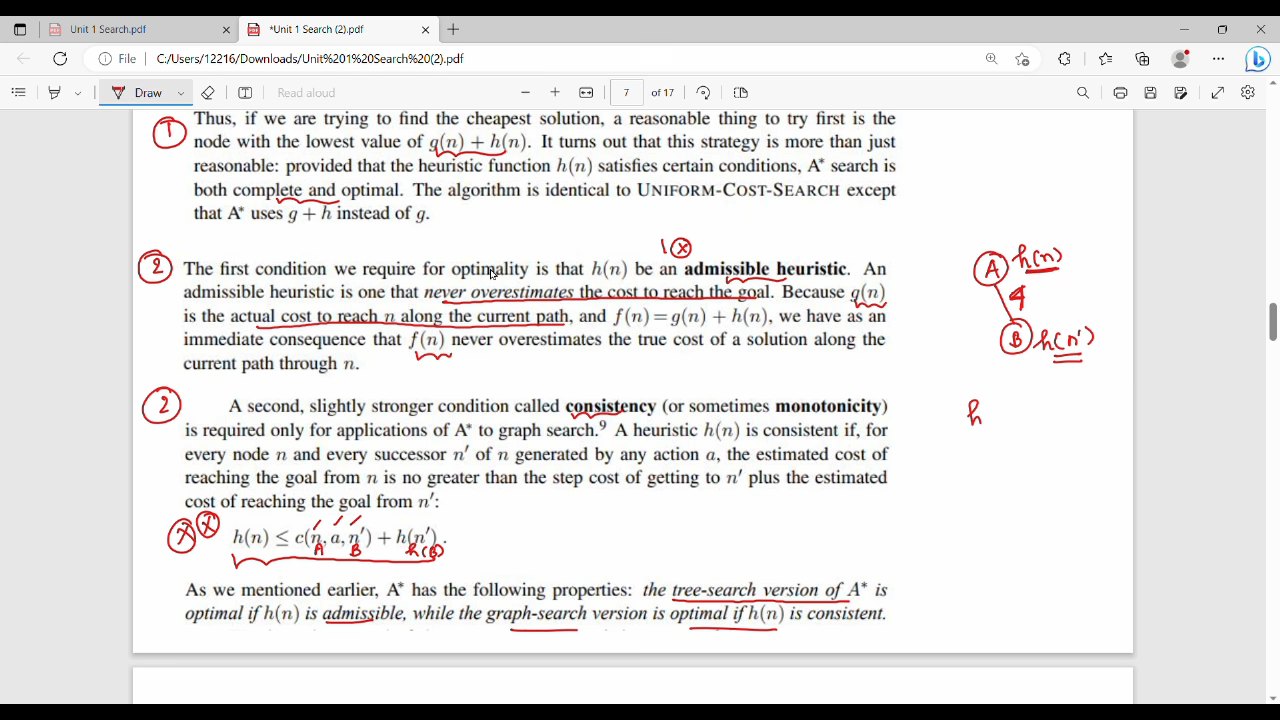 Unit 1 Search.pdf
*Unit 1 Search (2).pdf
File C:/Users/12216/Downloads/Unit%201%20Search%20(2).pdf
Draw Read aloud 7 of 17
Thus, if we are trying to find the cheapest solution, a reasonable thing to try first is the
1 node with the lowest value of g(n) + h(n). It turns out that this strategy is more than just
reasonable: provided that the heuristic function h(n) satisfies certain conditions, A* search is
both complete and optimal. The algorithm is identical to UNIFORM-COST-SEARCH except
that A* uses g + h instead of g.
1 X
2 The first condition we require for optimality is that h(n) be an admissible heuristic. An
admissible heuristic is one that never overestimates the cost to reach the goal. Because g(n)
is the actual cost to reach n along the current path, and f(n) = g(n) + h(n), we have as an
immediate consequence that f(n) never overestimates the true cost of a solution along the
current path through n.
A h(n)
4
B h(n')
2 A second, slightly stronger condition called consistency (or sometimes monotonicity)
h
is required only for applications of A* to graph search.9 A heuristic h(n) is consistent if, for
every node n and every successor n' of n generated by any action a, the estimated cost of
reaching the goal from n is no greater than the step cost of getting to n' plus the estimated
cost of reaching the goal from n':
X X h(n) ≤ c(n, a, n') + h(n') .
A B h(B)
As we mentioned earlier, A* has the following properties: the tree-search version of A* is
optimal if h(n) is admissible, while the graph-search version is optimal if h(n) is consistent.